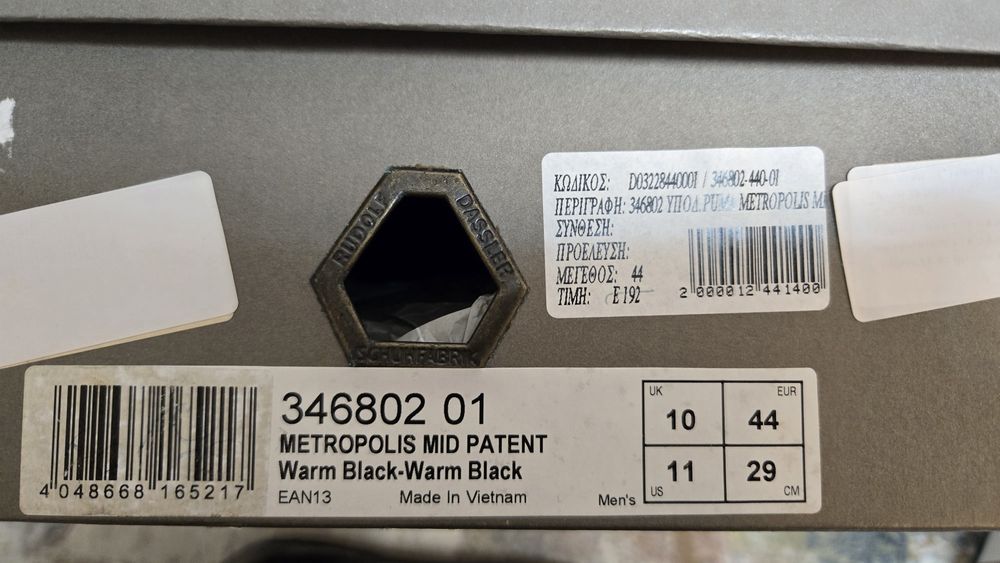 RUDOLF DASSLER
SCHUHFABRIK
ΚΩΔΙΚΟΣ: D03228440001 / 346802-440-01
ΠΕΡΙΓΡΑΦΗ: 346802 ΥΠΟΔ.PUMA METROPOLIS MI
ΣΥΝΘΕΣΗ:
ΠΡΟΕΛΕΥΣΗ:
ΜΕΓΕΘΟΣ: 44
ΤΙΜΗ: E 192
2 000012 441400
346802 01
METROPOLIS MID PATENT
Warm Black-Warm Black
4 048668 165217
EAN13 Made In Vietnam Men's
UK 10 44 EUR
11 US 29 CM